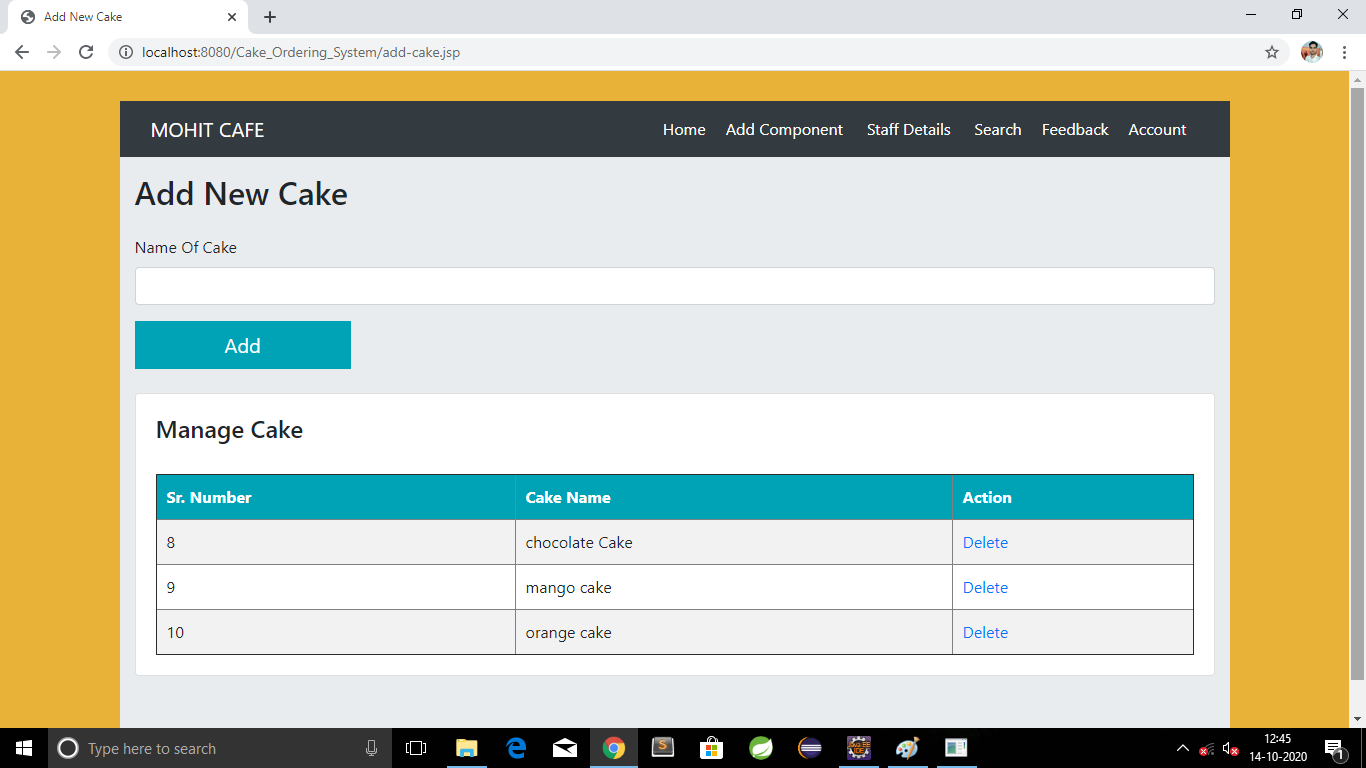 Add New Cake
localhost:8080/Cake_Ordering_System/add-cake.jsp
MOHIT CAFE Home Add Component Staff Details Search Feedback Account
Add New Cake
Name Of Cake
Add
Manage Cake
Sr. Number Cake Name Action
8 chocolate Cake Delete
9 mango cake Delete
10 orange cake Delete
Type here to search
12:45
14-10-2020
1